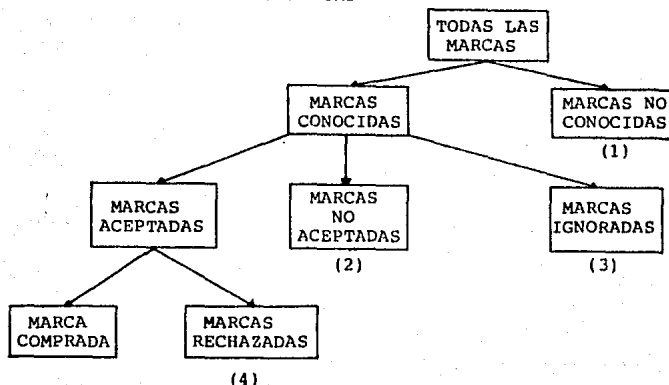 TODAS LAS
MARCAS
MARCAS
CONOCIDAS
MARCAS NO
CONOCIDAS
(1)
MARCAS
ACEPTADAS
MARCAS
NO
ACEPTADAS
(2)
MARCAS
IGNORADAS
(3)
MARCA
COMPRADA
MARCAS
RECHAZADAS
(4)